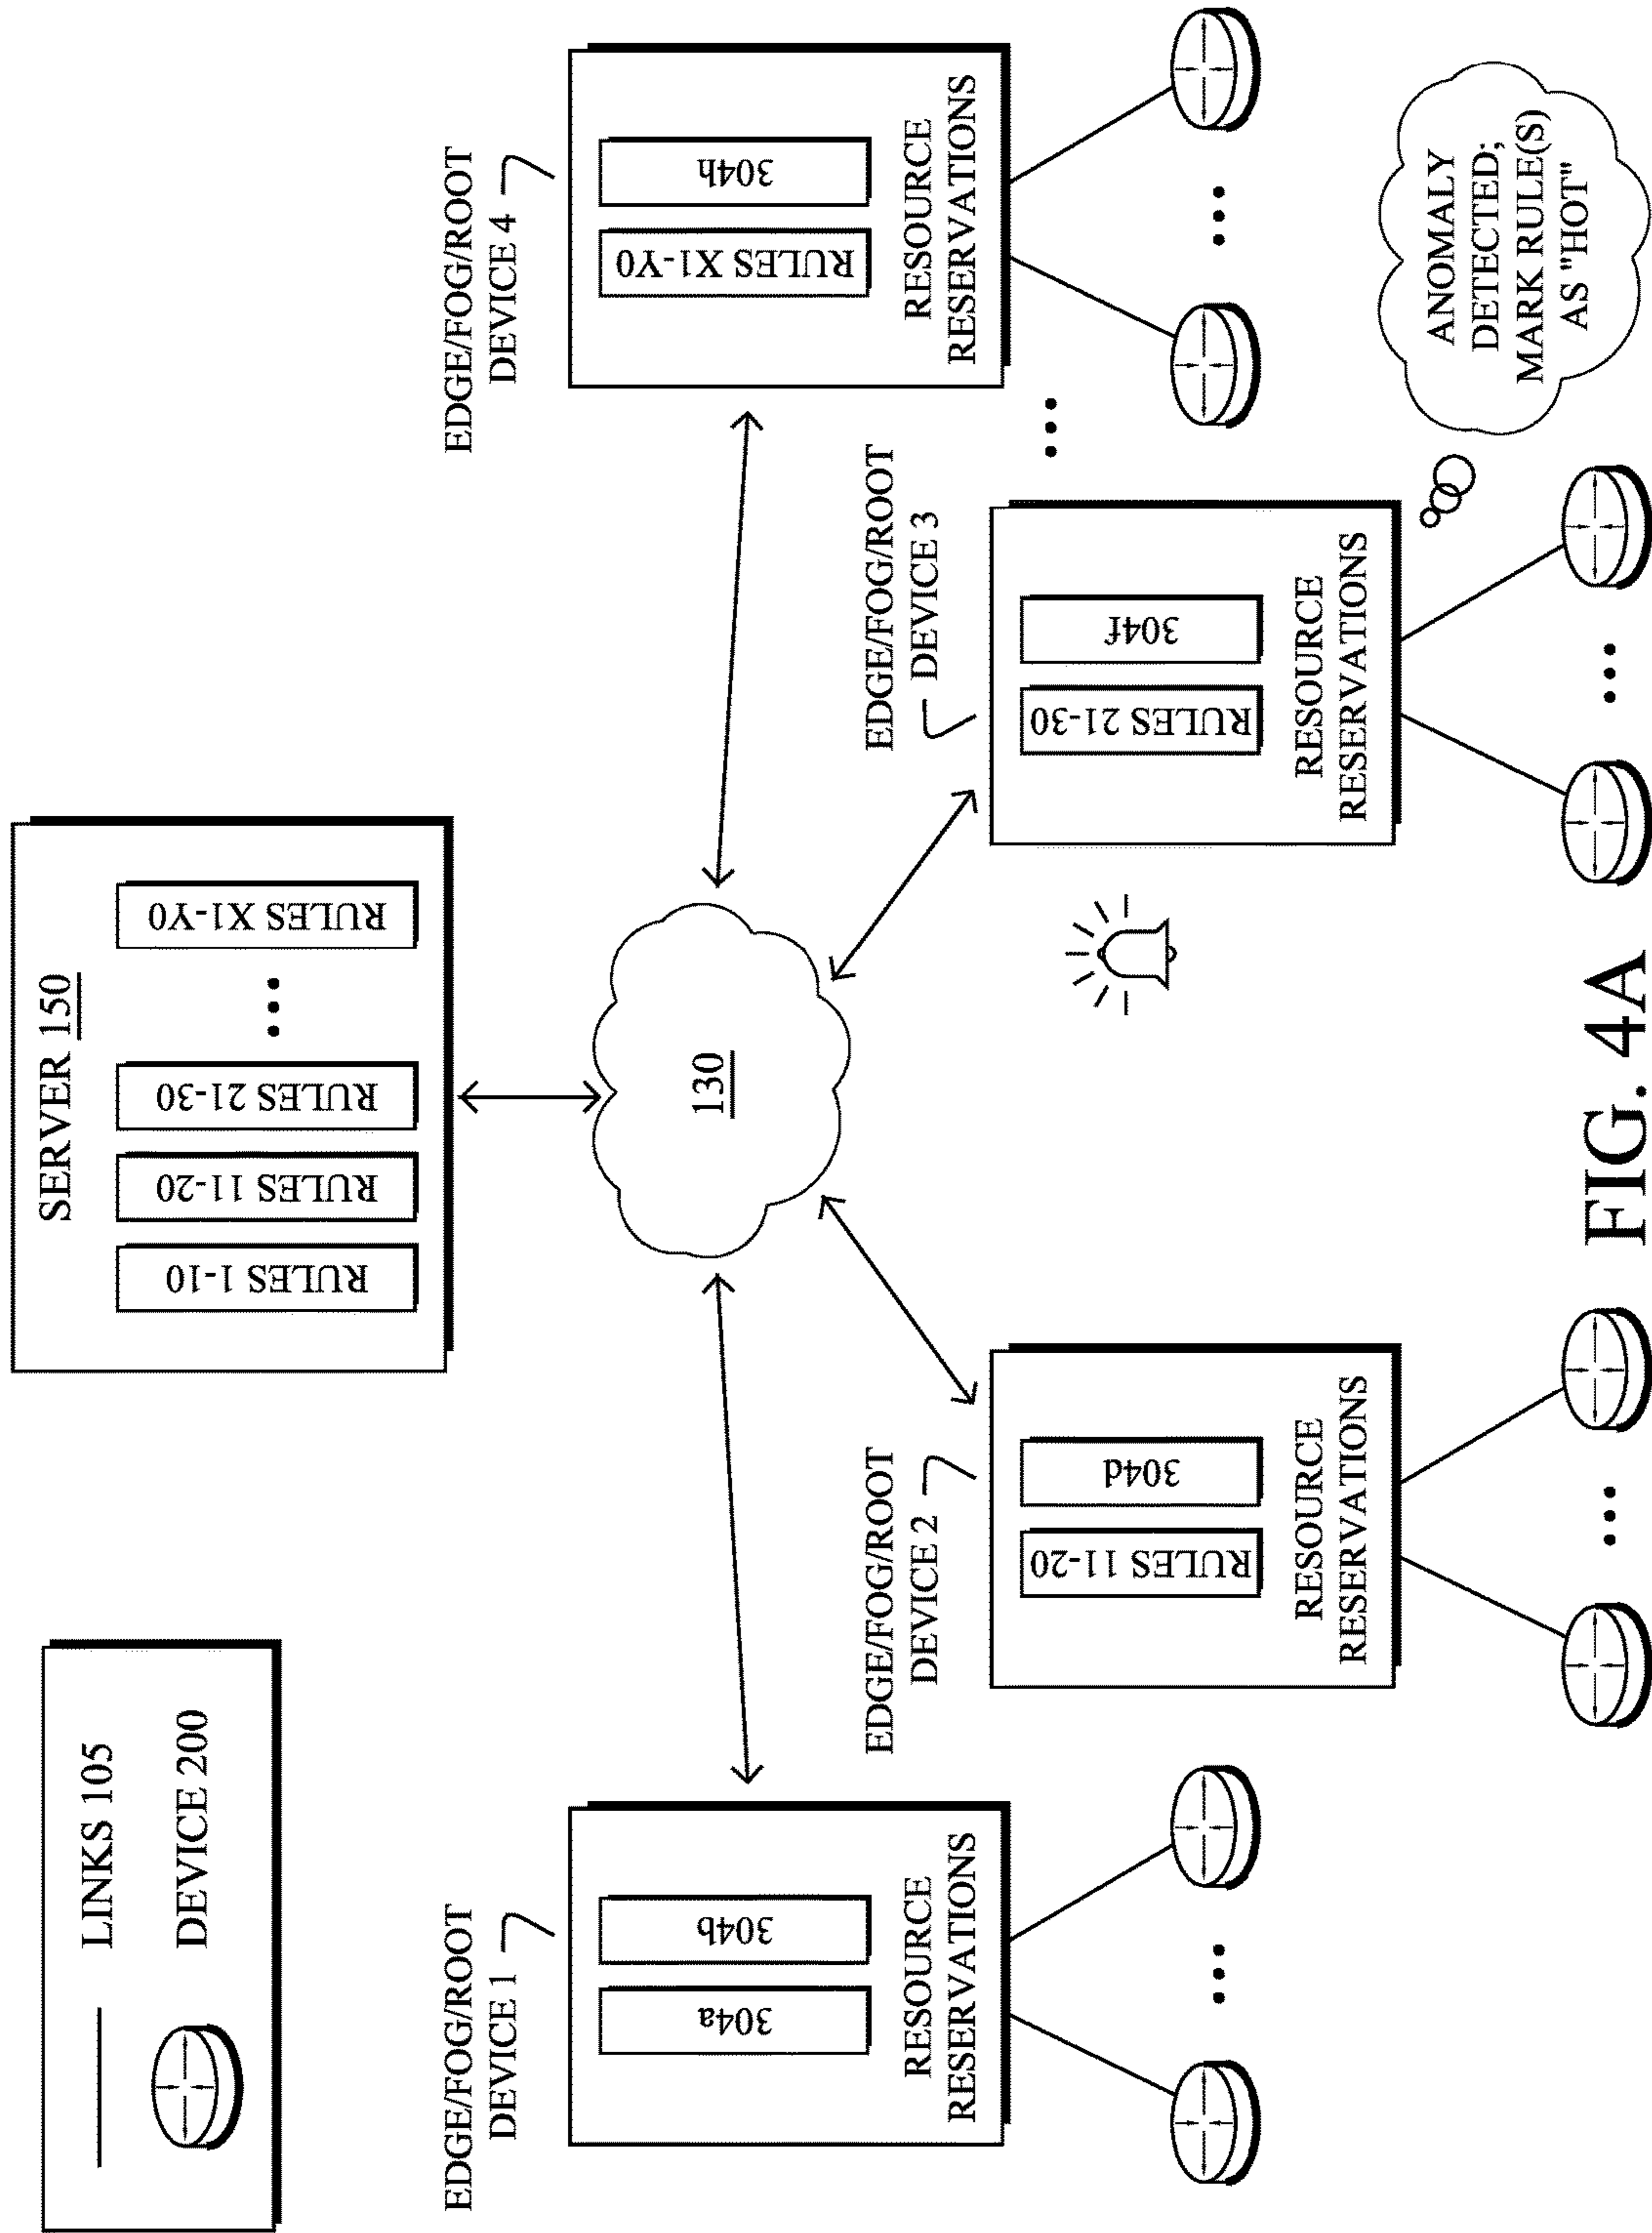 LINKS 105
DEVICE 200
SERVER 150
RULES 1-10
RULES 11-20
RULES 21-30
...
RULES X1-Y0
130
EDGE/FOG/ROOT
DEVICE 1
304a
304b
RESOURCE
RESERVATIONS
...
EDGE/FOG/ROOT
DEVICE 2
RULES 11-20
304d
RESOURCE
RESERVATIONS
...
EDGE/FOG/ROOT
DEVICE 3
RULES 21-30
304f
RESOURCE
RESERVATIONS
...
...
EDGE/FOG/ROOT
DEVICE 4
RULES X1-Y0
304h
RESOURCE
RESERVATIONS
...
ANOMALY
DETECTED;
MARK RULE(S)
AS "HOT"
FIG. 4A